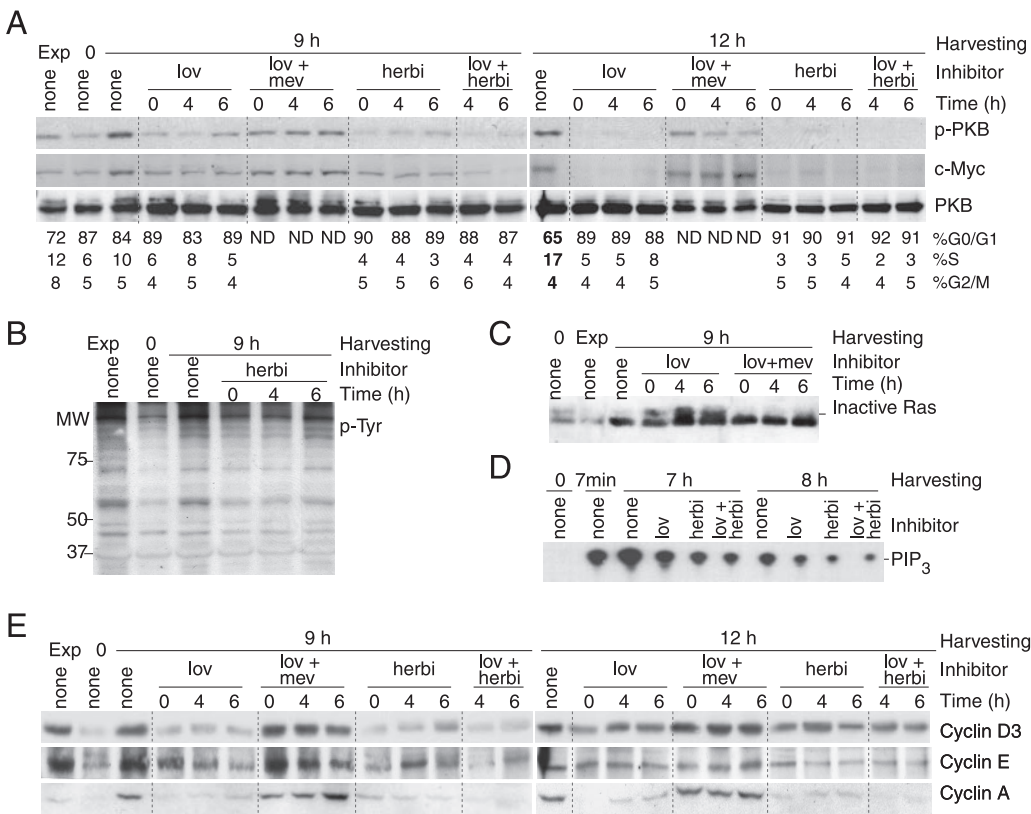 A
Exp 0 9 h 12 h Harvesting
none none none lov lov + mev herbi lov + herbi none lov lov + mev herbi lov + herbi Inhibitor
0 4 6 0 4 6 0 4 6 4 6 0 4 6 0 4 6 0 4 6 4 6 Time (h)
p-PKB
c-Myc
PKB
72 87 84 89 83 89 ND ND ND 90 88 89 88 87 65 89 89 88 ND ND ND 91 90 91 92 91 %G0/G1
12 6 10 6 8 5 4 4 3 4 4 17 5 5 8 3 3 5 2 3 %S
8 5 5 4 5 4 5 5 6 6 4 4 4 4 5 5 5 4 4 5 %G2/M
B
Exp 0 9 h Harvesting
none none none herbi Inhibitor
0 4 6 Time (h)
MW p-Tyr
75
50
37
C
0 Exp 9 h Harvesting
none none none lov lov+mev Inhibitor
0 4 6 0 4 6 Time (h)
Inactive Ras
D
0 7min 7 h 8 h Harvesting
none none none lov herbi lov + herbi none lov herbi lov + herbi Inhibitor
PIP3
E
Exp 0 9 h 12 h Harvesting
none none none lov lov + mev herbi lov + herbi none lov lov + mev herbi lov + herbi Inhibitor
0 4 6 0 4 6 0 4 6 4 6 0 4 6 0 4 6 0 4 6 4 6 Time (h)
Cyclin D3
Cyclin E
Cyclin A